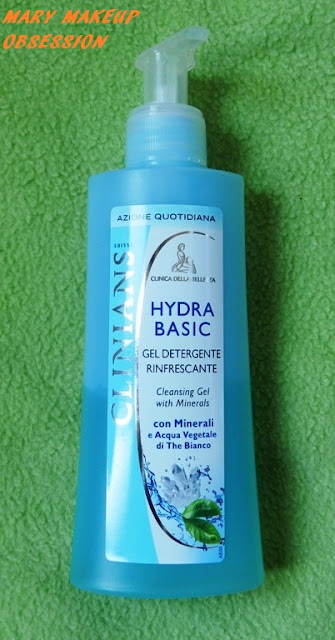 MARY MAKEUP
OBSESSION
AZIONE QUOTIDIANA
CLINIANS
SUISSE
CLINICA DELLA BELLEZZA
HYDRA
BASIC
GEL DETERGENTE
RINFRESCANTE
Cleansing Gel
with Minerals
con Minerali
e Acqua Vegetale
di The Bianco